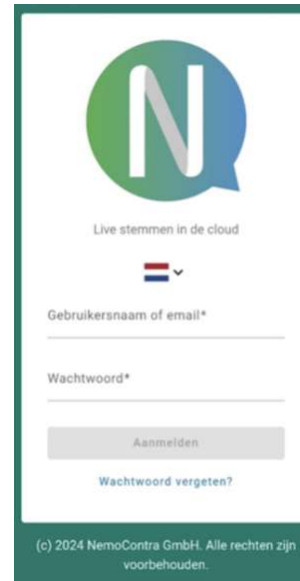 N
Live stemmen in de cloud
Gebruikersnaam of email*
Wachtwoord*
Aanmelden
Wachtwoord vergeten?
(c) 2024 NemoContra GmbH. Alle rechten zijn
voorbehouden.